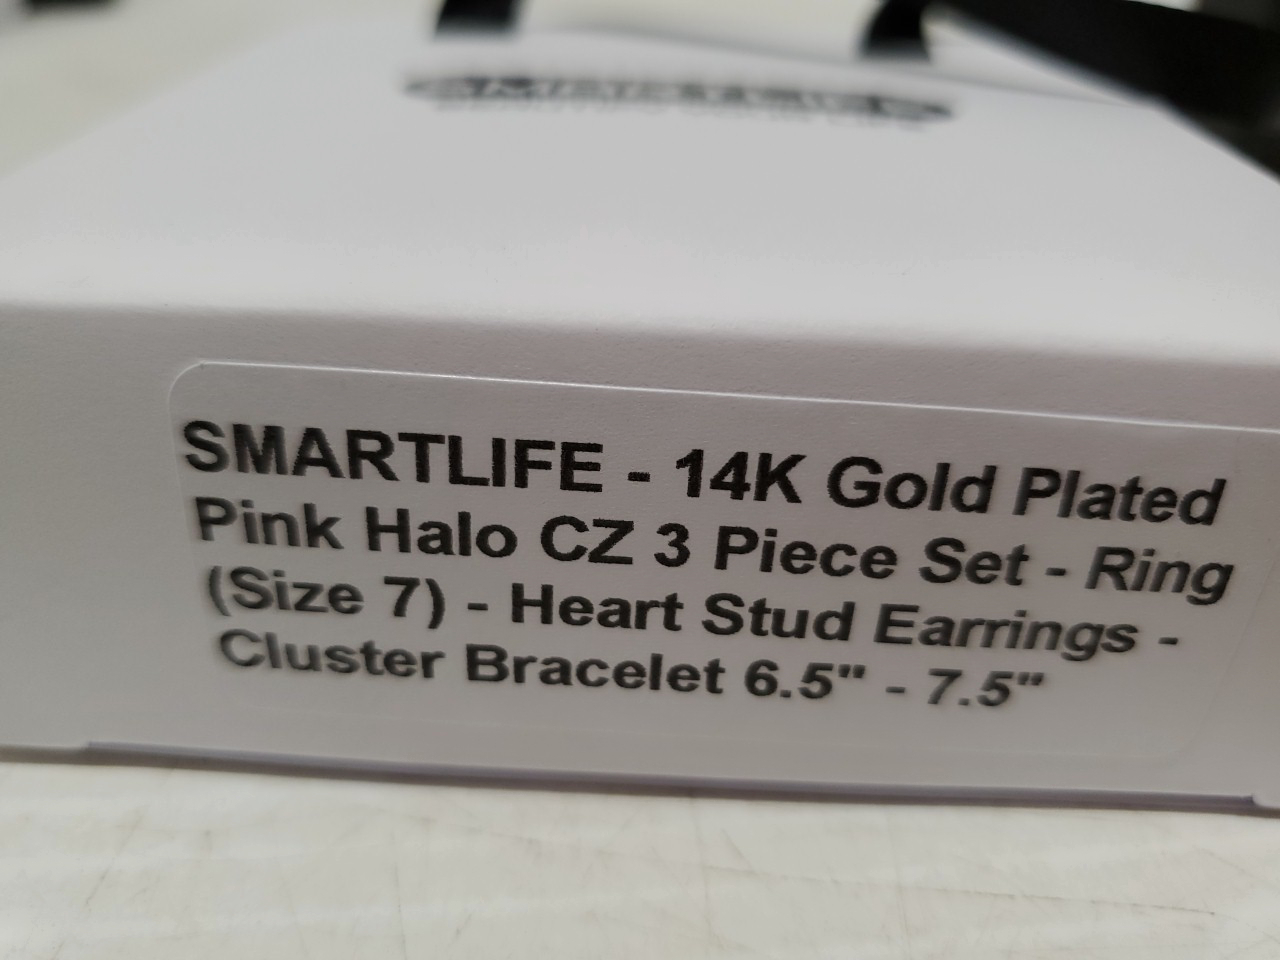 SMARTLIFE - 14K Gold Plated
Pink Halo CZ 3 Piece Set - Ring
(Size 7) - Heart Stud Earrings -
Cluster Bracelet 6.5" - 7.5"